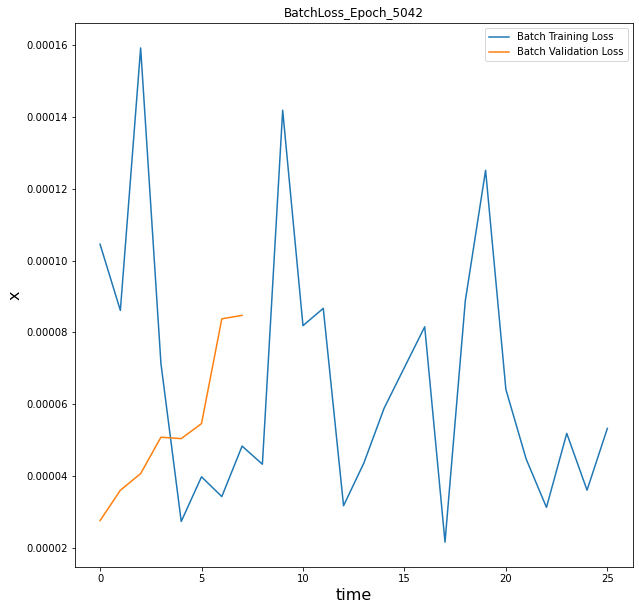 BatchLoss_Epoch_5042
Batch Training Loss
Batch Validation Loss
0.00016
0.00014
0.00012
0.00010
0.00008
0.00006
0.00004
0.00002
x
0 5 10 15 20 25
time